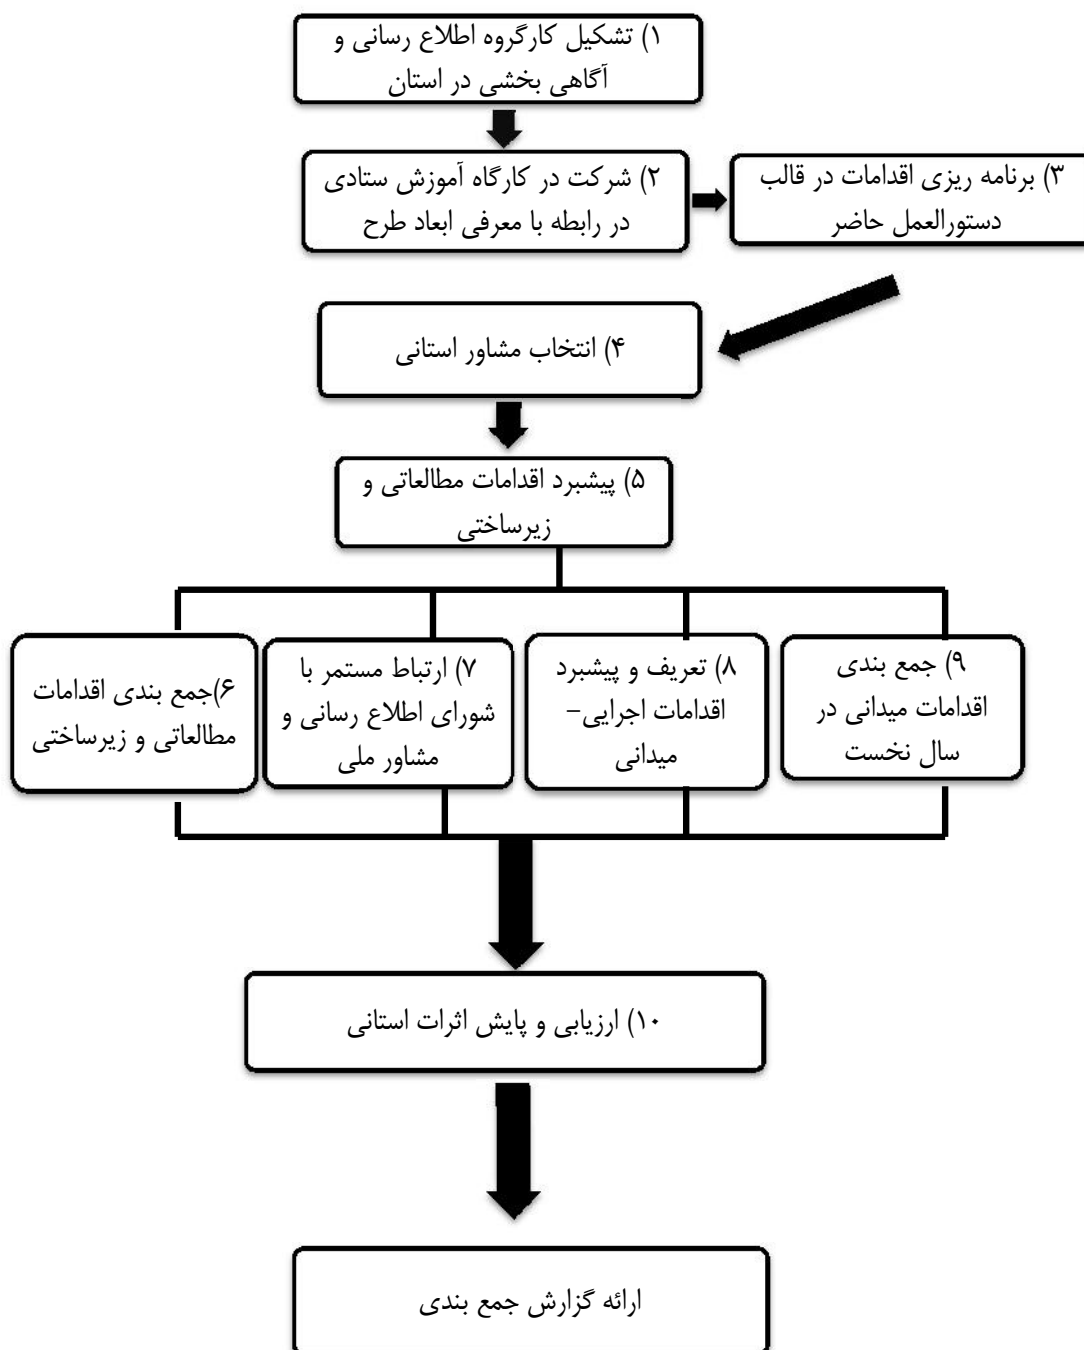 ۱) تشکیل کارگروه اطلاع رسانی و
آگاهی بخشی در استان
۲) شرکت در کارگاه آموزش ستادی
در رابطه با معرفی ابعاد طرح
۳) برنامه ریزی اقدامات در قالب
دستورالعمل حاضر
۴) انتخاب مشاور استانی
۵) پیشبرد اقدامات مطالعاتی و
زیرساختی
۶)جمع بندی اقدامات
مطالعاتی و زیرساختی
۷) ارتباط مستمر با
شورای اطلاع رسانی و
مشاور ملی
۸) تعریف و پیشبرد
اقدامات اجرایی–
میدانی
۹) جمع بندی
اقدامات میدانی در
سال نخست
۱۰) ارزیابی و پایش اثرات استانی
ارائه گزارش جمع بندی